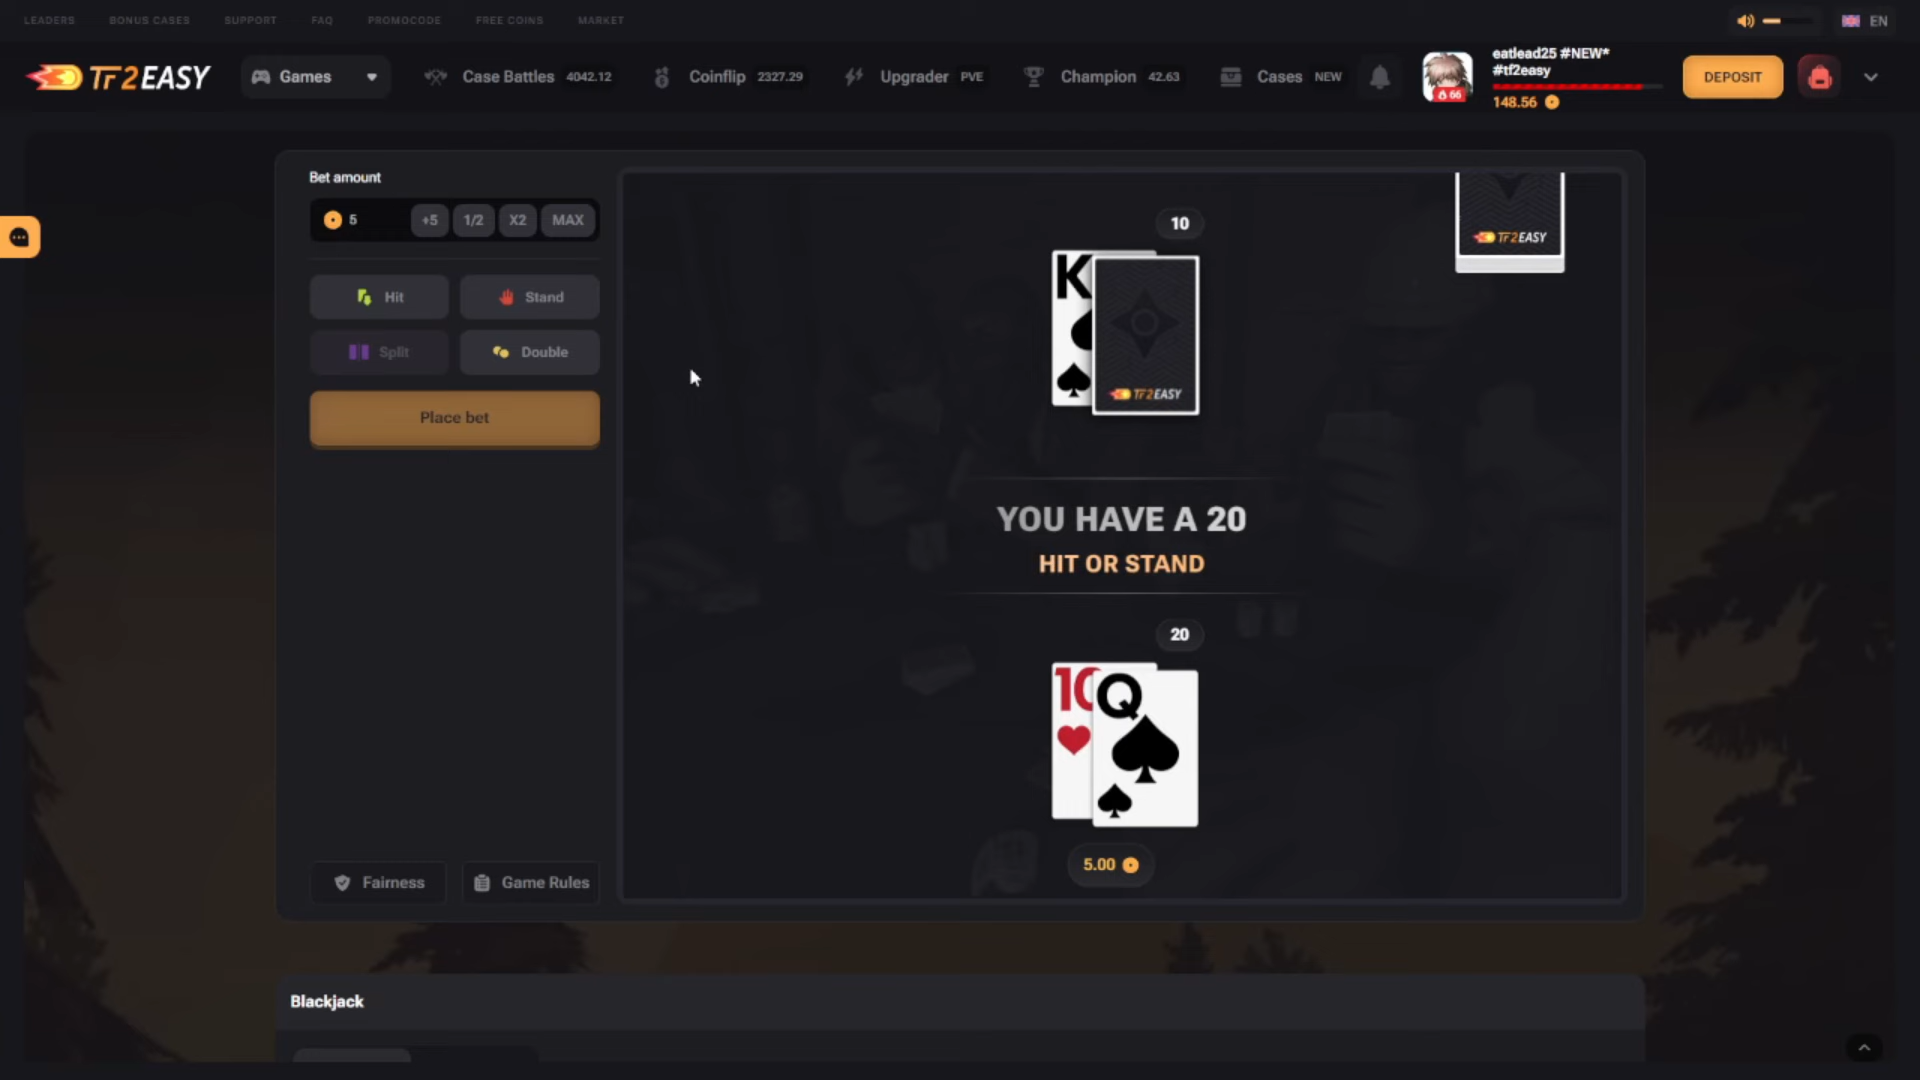 LEADERS BONUS CASES SUPPORT FAQ PROMOCODE FREE COINS MARKET EN
TF2EASY Games Case Battles 4042.12 Coinflip 2327.29 Upgrader PVE Champion 42.63 Cases NEW
66
eatlead25 #NEW*
#tf2easy
148.56
DEPOSIT
Bet amount
5 +5 1/2 X2 MAX
Hit Stand
Split Double
Place bet
Fairness Game Rules
TF2EASY
10
K
TF2EASY
YOU HAVE A 20
HIT OR STAND
20
10 Q
5.00
Blackjack